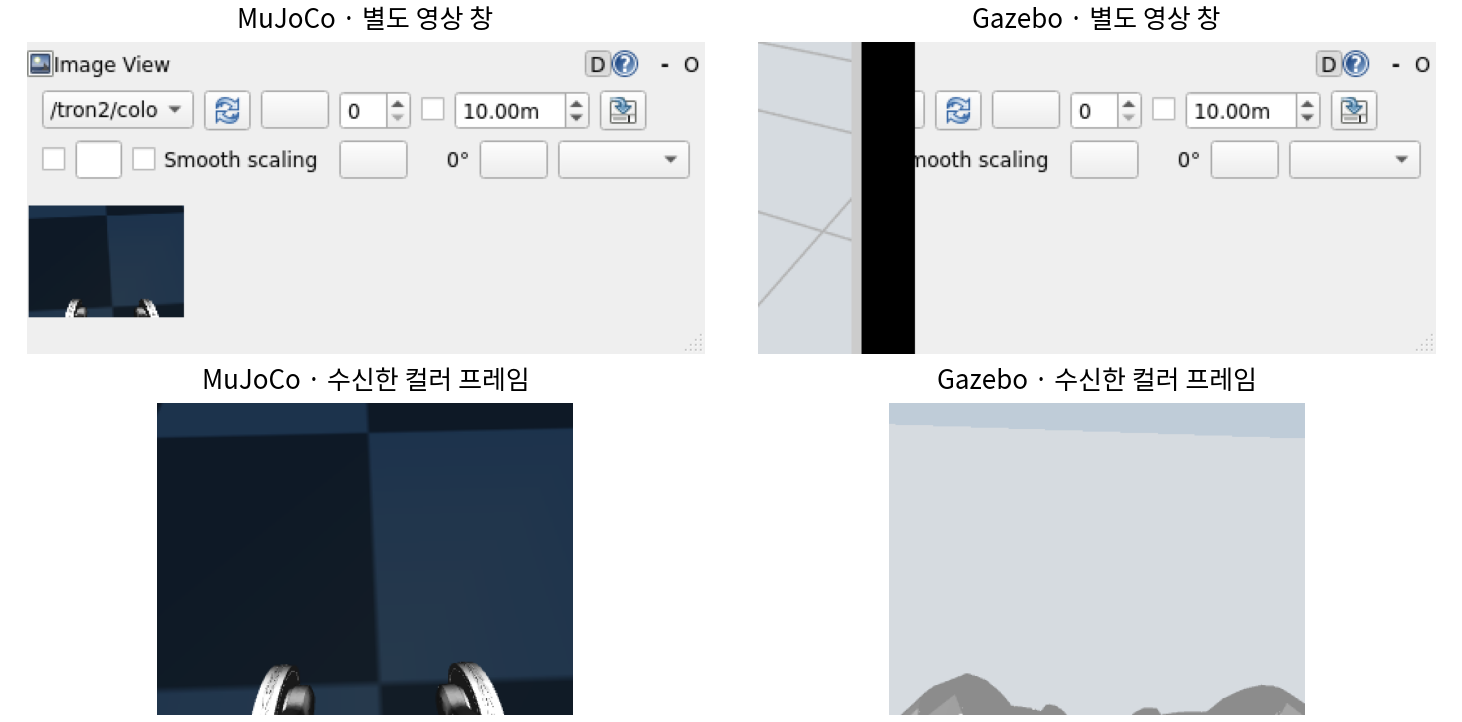 MuJoCo · 별도 영상 창
Gazebo · 별도 영상 창
Image View
D
?
- O
/tron2/colo
0
10.00m
Smooth scaling
0°
D
?
- O
0
10.00m
mooth scaling
0°
MuJoCo · 수신한 컬러 프레임
Gazebo · 수신한 컬러 프레임